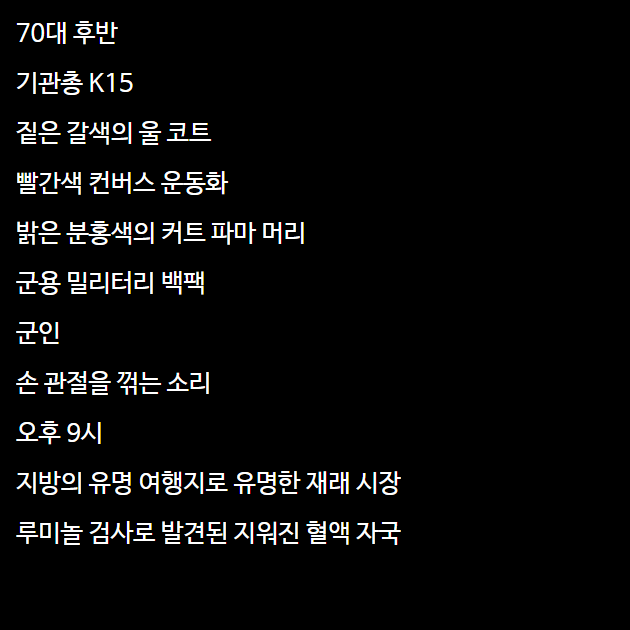 70대 후반
기관총 K15
짙은 갈색의 울 코트
빨간색 컨버스 운동화
밝은 분홍색의 커트 파마 머리
군용 밀리터리 백팩
군인
손 관절을 꺾는 소리
오후 9시
지방의 유명 여행지로 유명한 재래 시장
루미놀 검사로 발견된 지워진 혈액 자국